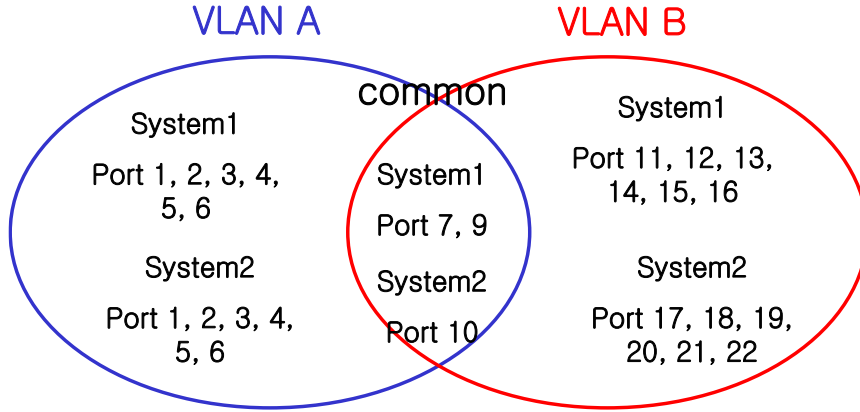 VLAN A
VLAN B
common
System1
Port 1, 2, 3, 4,
5, 6
System2
Port 1, 2, 3, 4,
5, 6
System1
Port 7, 9
System2
Port 10
System1
Port 11, 12, 13,
14, 15, 16
System2
Port 17, 18, 19,
20, 21, 22